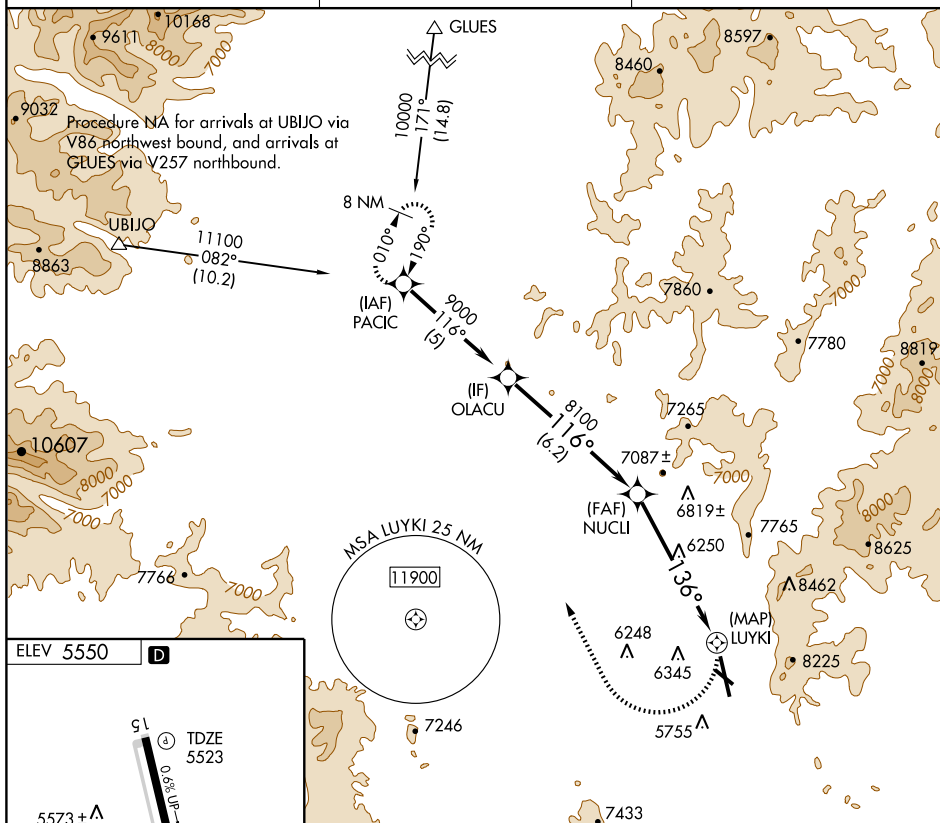 10168
9611
8000
7000
GLUES
8597
8460
9032
Procedure NA for arrivals at UBIJO via
V86 northwest bound, and arrivals at
GLUES via V257 northbound.
10000
171°
(14.8)
8 NM
010°
190°
UBIJO
8863
11100
082°
(10.2)
(IAF)
PACIC
9000
116°
(5)
7860
7000
7780
8819
7000
8000
(IF)
OLACU
8100
116°
(6.2)
7265
7087±
7000
10607
8000
7000
7000
(FAF)
NUCLI
6819±
7765
8000
8625
MSA LUYKI 25 NM
11900
6250
136°
8462
7766
7000
(MAP)
LUYKI
6248
6345
8225
5755
ELEV 5550
D
7246
15
P
TDZE
5523
0.6% UP
5573±
7433